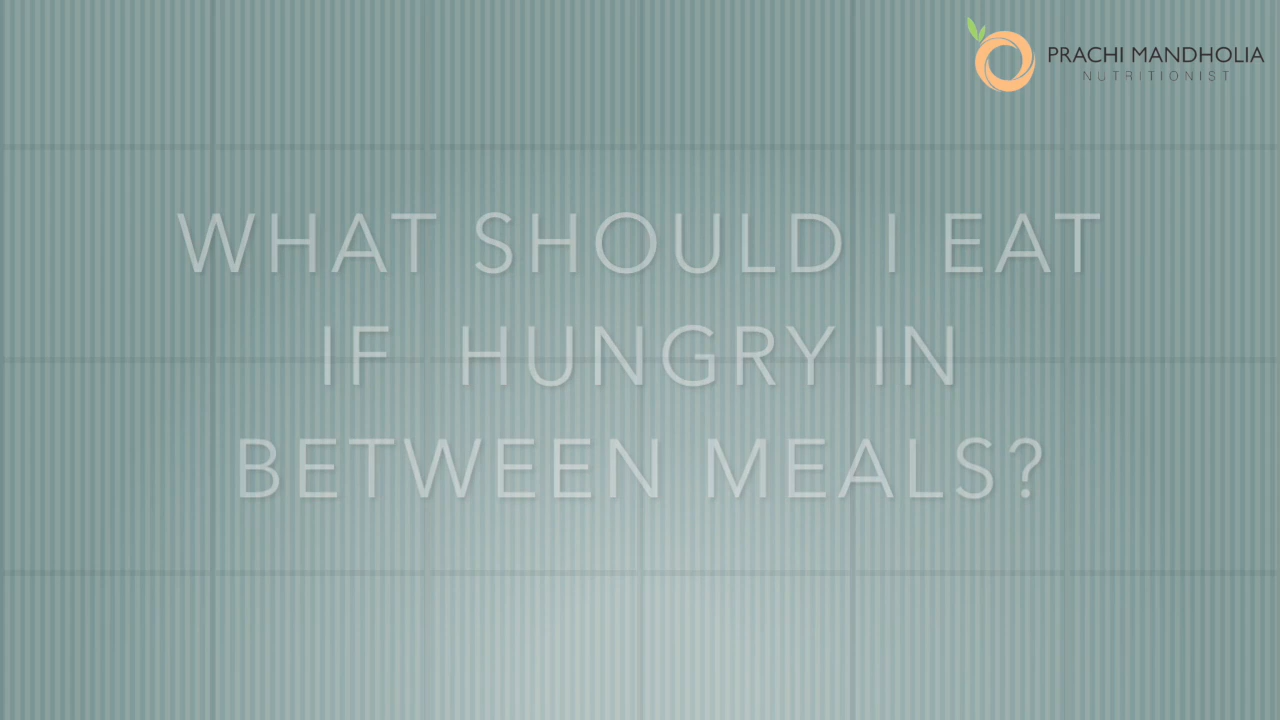 PRACHI MANDHOLIA
NUTRITIONIST
WHAT SHOULD I EAT
IF HUNGRY IN
BETWEEN MEALS?